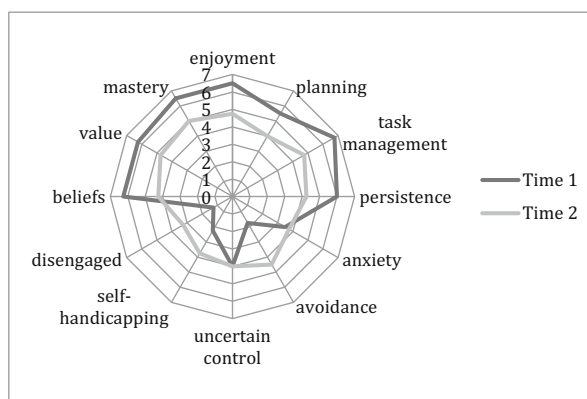 enjoyment
planning
task
management
persistence
anxiety
avoidance
uncertain
control
self-
handicapping
disengaged
beliefs
value
mastery
7
6
5
4
3
2
1
0
Time 1
Time 2